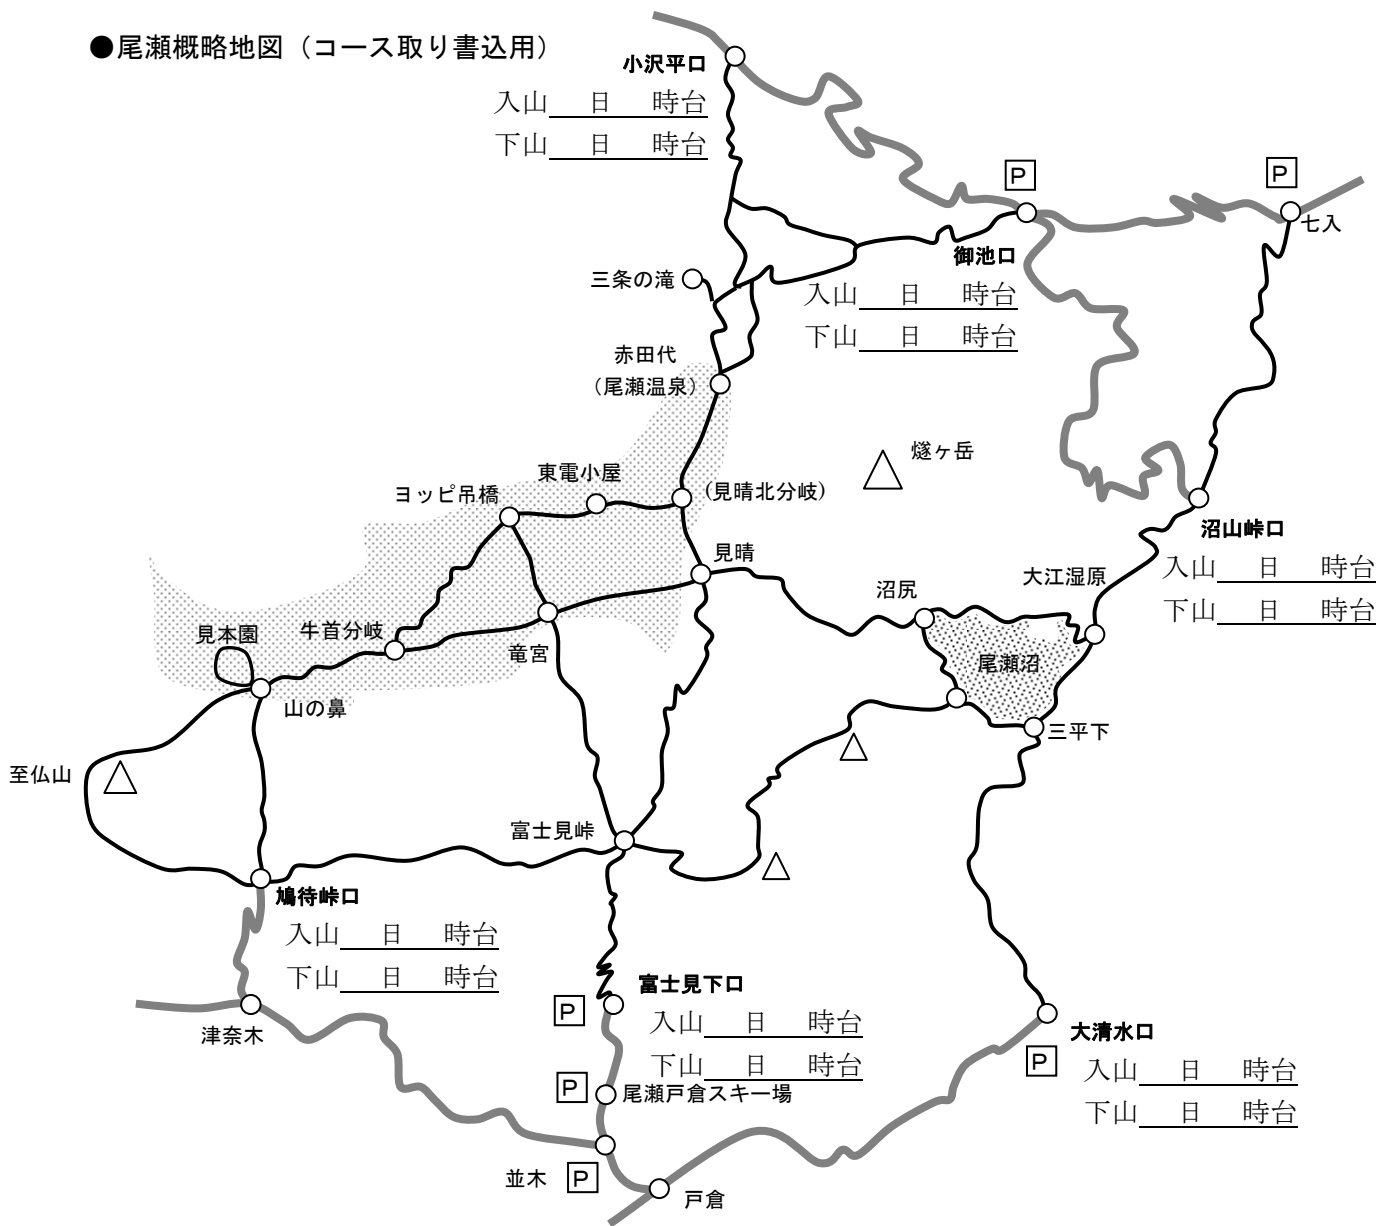 ●尾瀬概略地図（コース取り書込用）
小沢平口
入山　　日　　時台
下山　　日　　時台
P
P
七入
御池口
入山　　日　　時台
下山　　日　　時台
三条の滝
赤田代
（尾瀬温泉）
燧ヶ岳
東電小屋
ヨッピ吊橋
(見晴北分岐)
沼山峠口
入山　　日　　時台
下山　　日　　時台
見晴
大江湿原
沼尻
見本園
牛首分岐
竜宮
尾瀬沼
山の鼻
三平下
至仏山
富士見峠
鳩待峠口
入山　　日　　時台
下山　　日　　時台
津奈木
P
富士見下口
入山　　日　　時台
下山　　日　　時台
大清水口
P
入山　　日　　時台
下山　　日　　時台
P
尾瀬戸倉スキー場
並木
P
戸倉